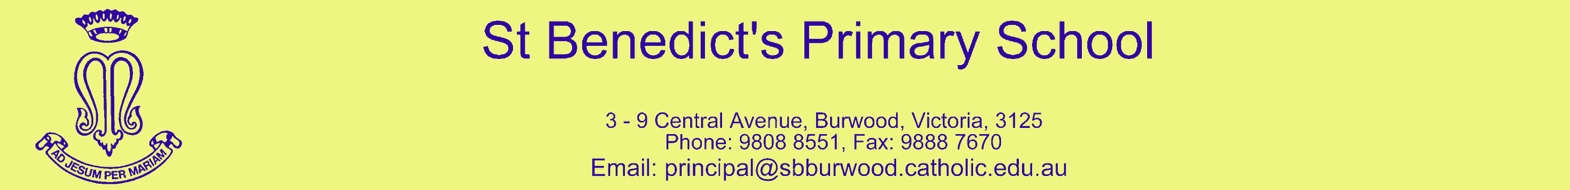 St Benedict's Primary School
3 - 9 Central Avenue, Burwood, Victoria, 3125
Phone: 9808 8551, Fax: 9888 7670
Email: principal@sbburwood.catholic.edu.au
AD JESUM PER MARIAM